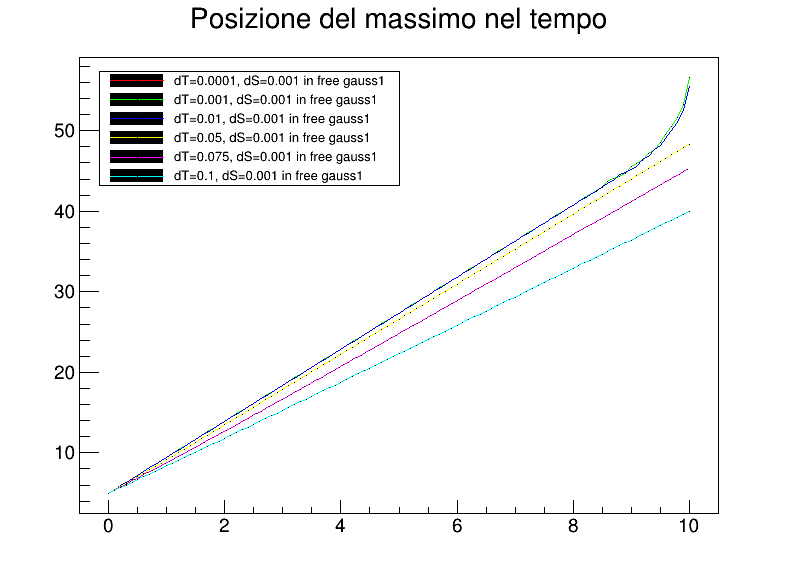 Posizione del massimo nel tempo
dT=0.0001, dS=0.001 in free gauss1
dT=0.001, dS=0.001 in free gauss1
dT=0.01, dS=0.001 in free gauss1
dT=0.05, dS=0.001 in free gauss1
dT=0.075, dS=0.001 in free gauss1
dT=0.1, dS=0.001 in free gauss1
50
40
30
20
10
0 2 4 6 8 10